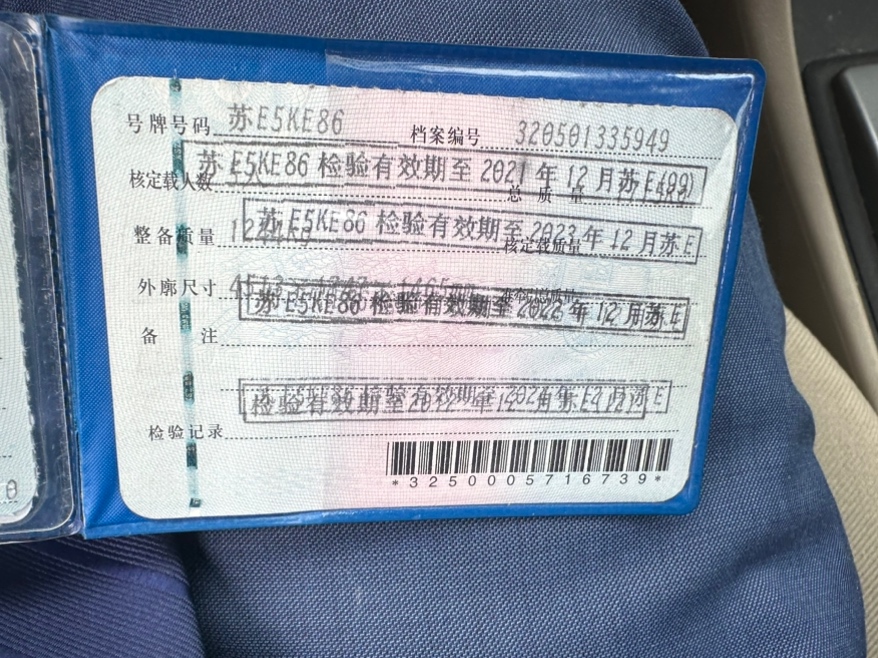 号牌号码 苏E5KE86 档案编号 320501335949
苏E5KE86 检验有效期至 2021 年 12 月苏E(99)
核定载人数 5人 总质量
苏E5KE86 检验有效期至 2023 年 12 月苏E
整备质量 核定载质量
外廓尺寸
苏E5KE86 检验有效期至 2022 年 12 月苏E
备注
检验有效期至
检验记录
*3250005716739*
0